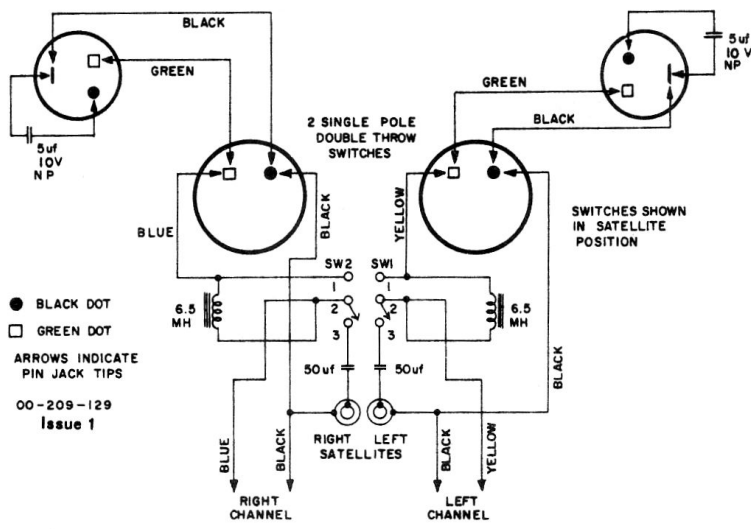 BLACK
GREEN
5uf
10V
NP
5uf
10 V
NP
GREEN
BLACK
2 SINGLE POLE
DOUBLE THROW
SWITCHES
BLUE
BLACK
YELLOW
SWITCHES SHOWN
IN SATELLITE
POSITION
SW2
SW1
1
1
2
2
3
3
6.5
MH
6.5
MH
● BLACK DOT
□ GREEN DOT
ARROWS INDICATE
PIN JACK TIPS
00-209-129
Issue 1
50uf
50uf
BLACK
RIGHT LEFT
SATELLITES
BLUE
BLACK
BLACK
YELLOW
RIGHT
CHANNEL
LEFT
CHANNEL